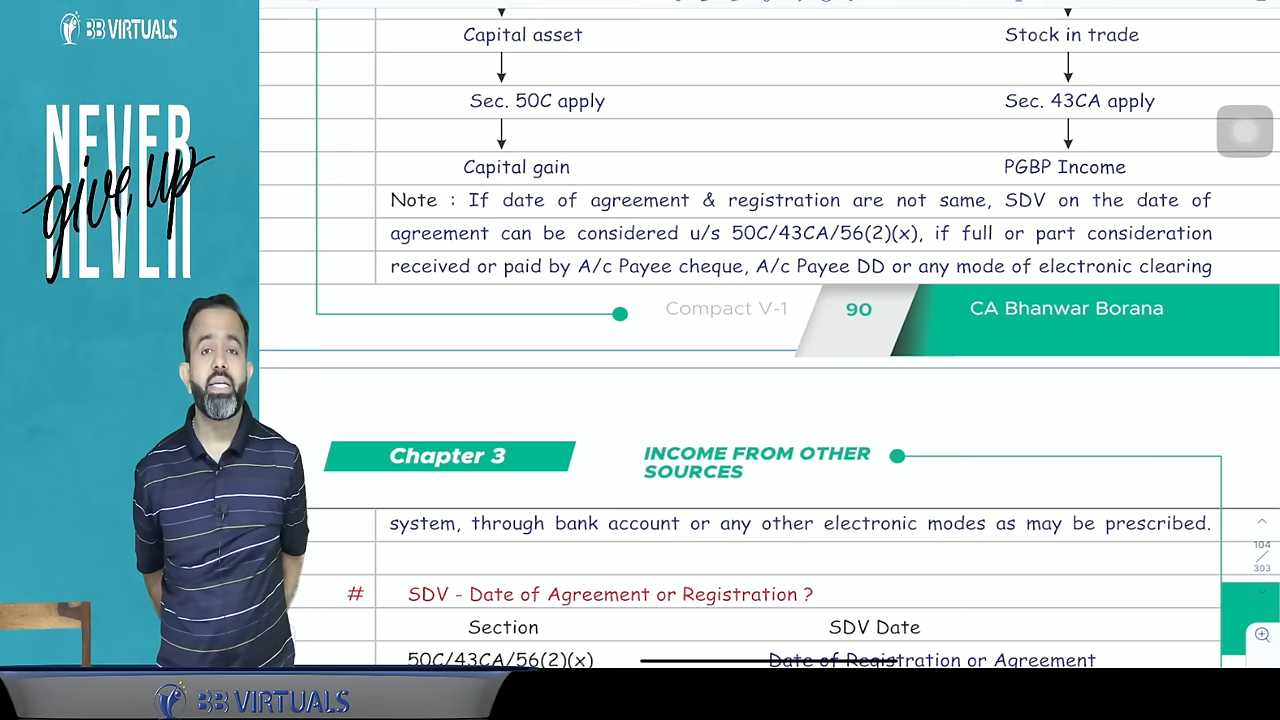 BB VIRTUALS
NEVER
give up
NEVER
Capital asset
Stock in trade
Sec. 50C apply
Sec. 43CA apply
Capital gain
PGBP Income
Note : If date of agreement & registration are not same, SDV on the date of
agreement can be considered u/s 50C/43CA/56(2)(x), if full or part consideration
received or paid by A/c Payee cheque, A/c Payee DD or any mode of electronic clearing
Compact V-1
90
CA Bhanwar Borana
Chapter 3
INCOME FROM OTHER
SOURCES
system, through bank account or any other electronic modes as may be prescribed.
104
303
# SDV - Date of Agreement or Registration ?
Section
SDV Date
50C/43CA/56(2)(x)
Date of Registration or Agreement
BB VIRTUALS